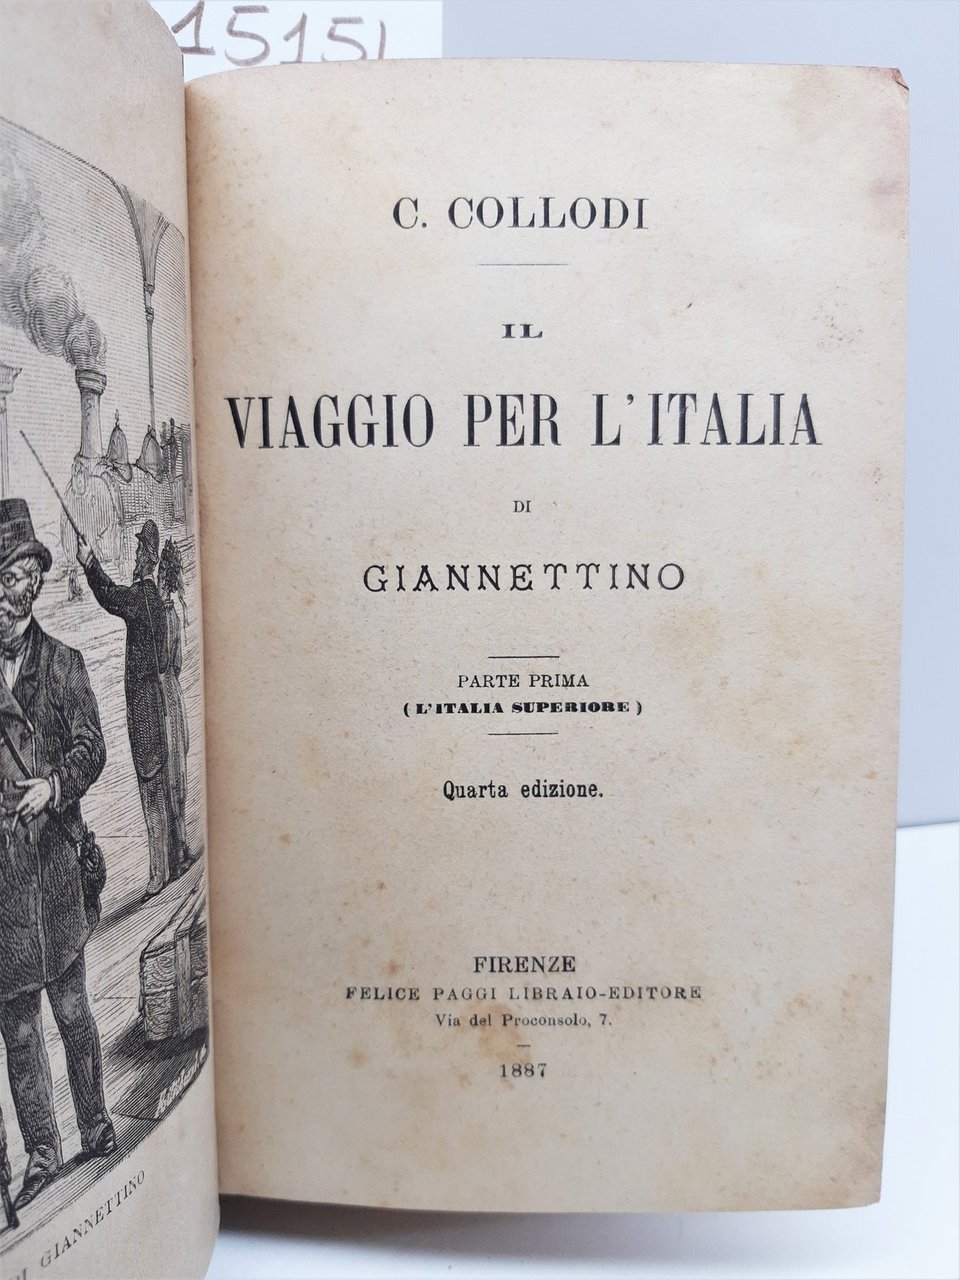 15151
C. COLLODI
IL
VIAGGIO PER L'ITALIA
DI
GIANNETTINO
PARTE PRIMA
(L'ITALIA SUPERIORE)
Quarta edizione.
FIRENZE
FELICE PAGGI LIBRAIO-EDITORE
Via del Proconsolo, 7.
1887
DI GIANNETTINO